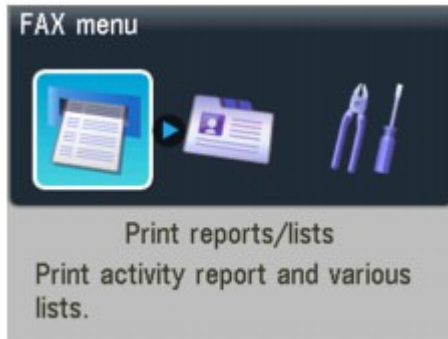 FAX menu
Print reports/lists
Print activity report and various
lists.